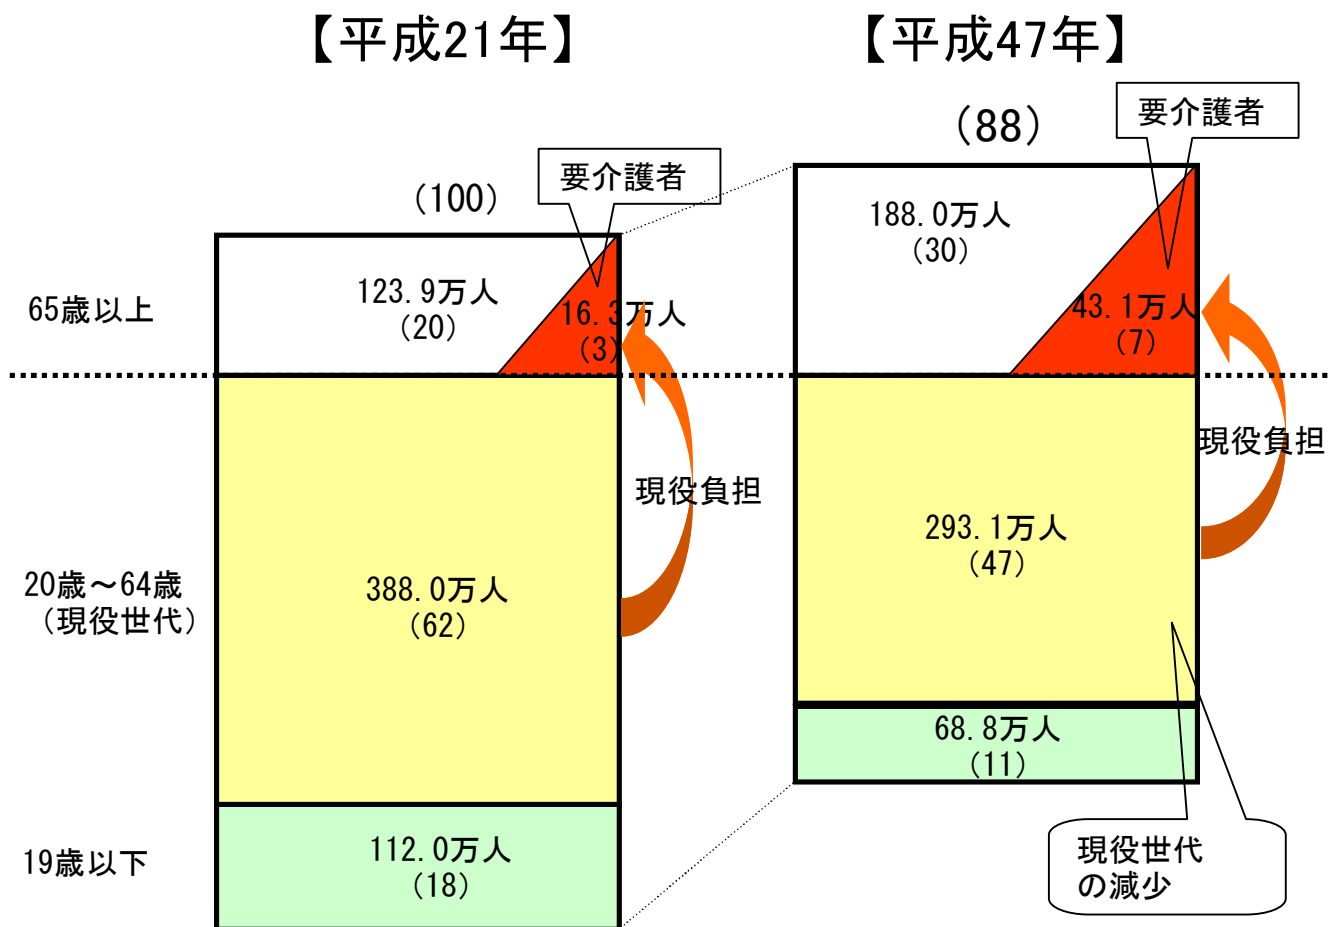 【平成21年】
【平成47年】
(100)
要介護者
(88)
要介護者
65歳以上
123.9万人
(20)
16.3万人
(3)
188.0万人
(30)
43.1万人
(7)
20歳～64歳
(現役世代)
388.0万人
(62)
現役負担
293.1万人
(47)
現役負担
19歳以下
112.0万人
(18)
68.8万人
(11)
現役世代
の減少